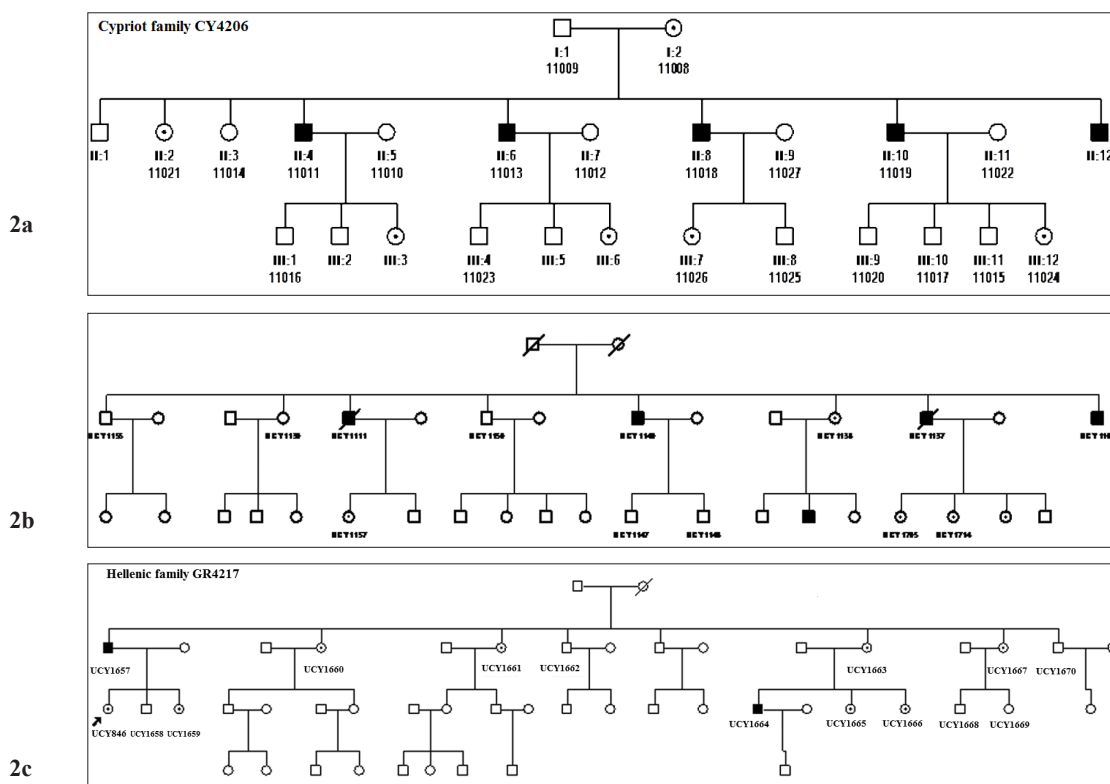 Cypriot family CY4206
I:1 I:2
11009 11008
II:1 II:2 II:3 II:4 II:5 II:6 II:7 II:8 II:9 II:10 II:11 II:12
11021 11014 11011 11010 11013 11012 11018 11027 11019 11022
2a
III:1 III:2 III:3 III:4 III:5 III:6 III:7 III:8 III:9 III:10 III:11 III:12
11016 11023 11026 11025 11020 11017 11015 11024
2b
Hellenic family GR4217
UCY1657 UCY1660 UCY1661 UCY1662 UCY1663 UCY1667 UCY1670
UCY846 UCY1658 UCY1659 UCY1664 UCY1665 UCY1666 UCY1668 UCY1669
2c